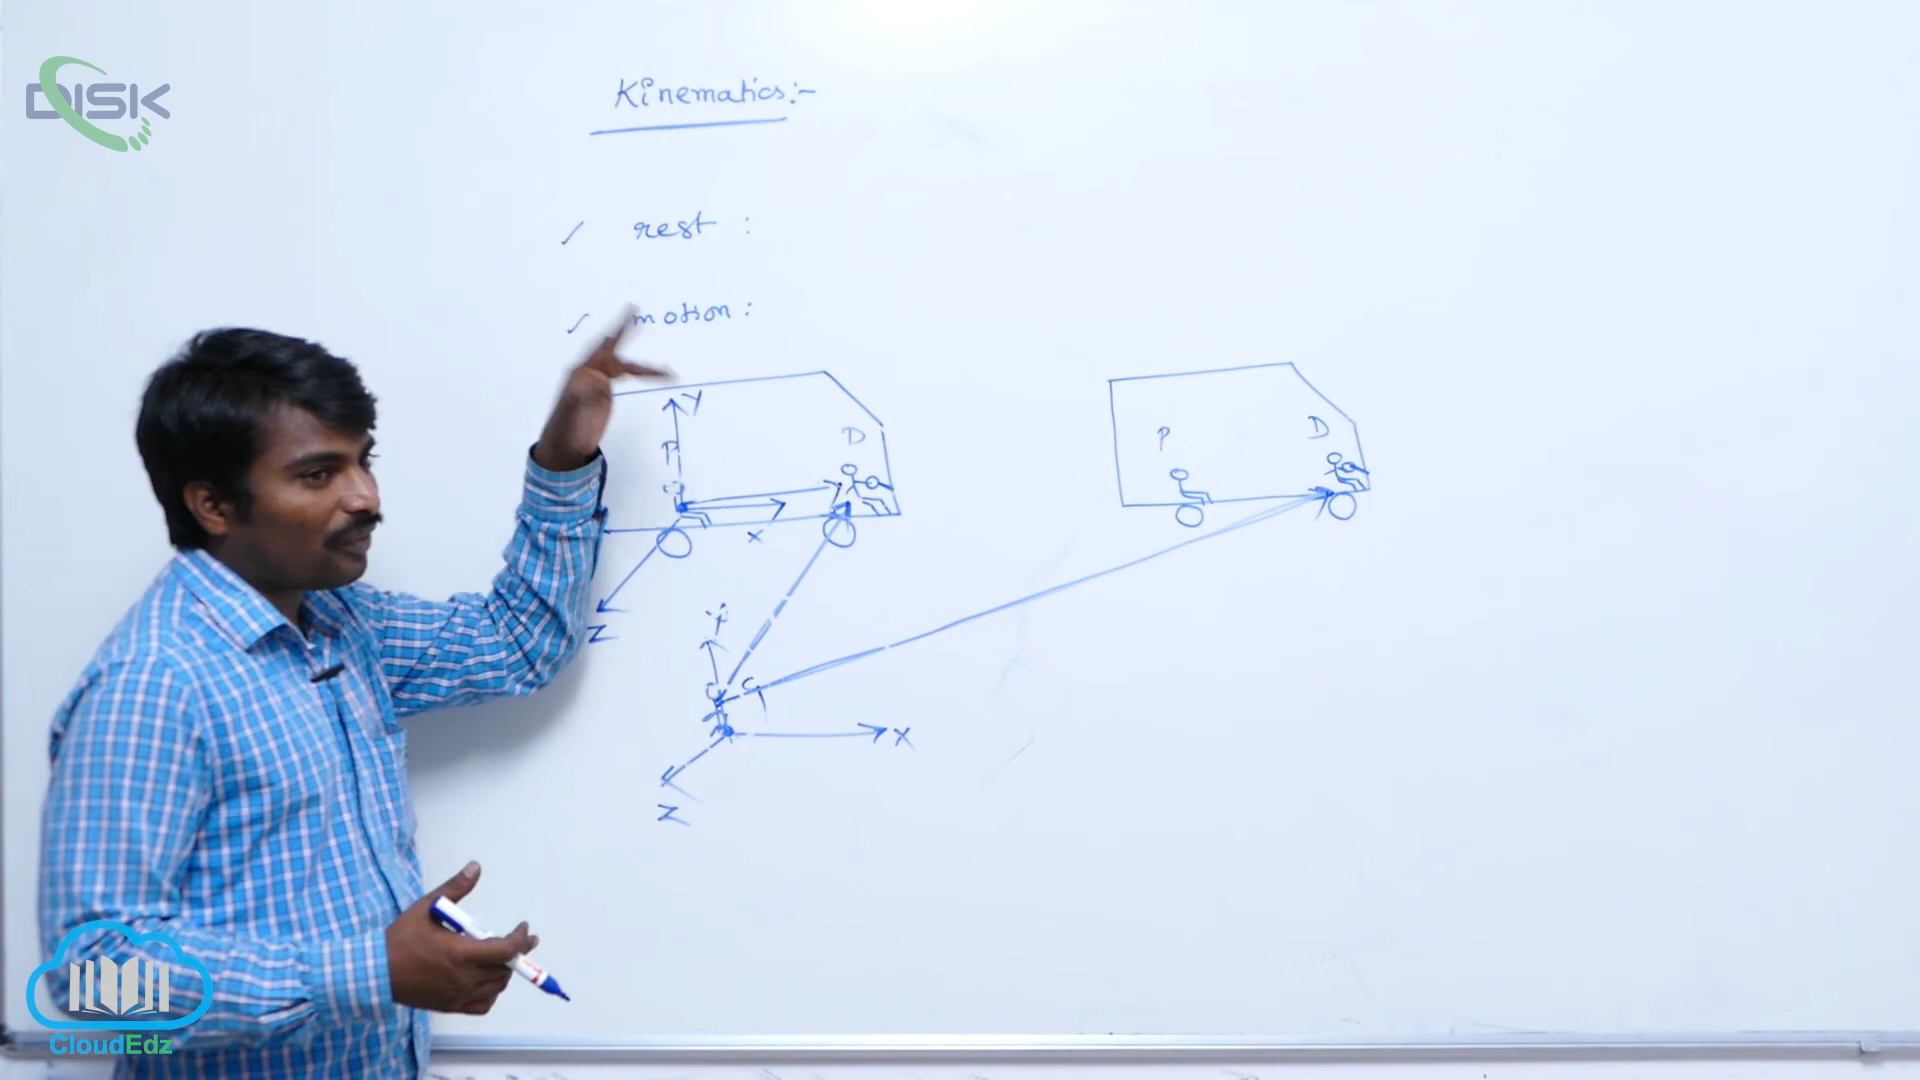 DISK
Kinematics:-
✓ rest :
✓ motion :
Y
P
D
P
D
x
Z
Y
G
X
Z
CloudEdz